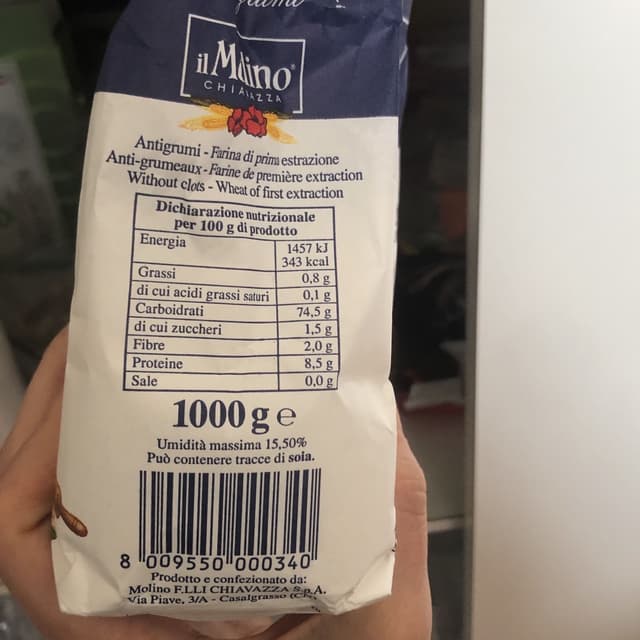 il Molino
CHIAVAZZA
Antigrumi - Farina di prima estrazione
Anti-grumeaux - Farine de première extraction
Without clots - Wheat of first extraction
Dichiarazione nutrizionale
per 100 g di prodotto
Energia 1457 kJ
343 kcal
Grassi 0,8 g
di cui acidi grassi saturi 0,1 g
Carboidrati 74,5 g
di cui zuccheri 1,5 g
Fibre 2,0 g
Proteine 8,5 g
Sale 0,0 g
1000 g e
Umidità massima 15,50%
Può contenere tracce di soia.
8 009550 000340
Prodotto e confezionato da:
Molino F.LLI CHIAVAZZA S.p.A.
Via Piave, 3/A - Casalgrasso